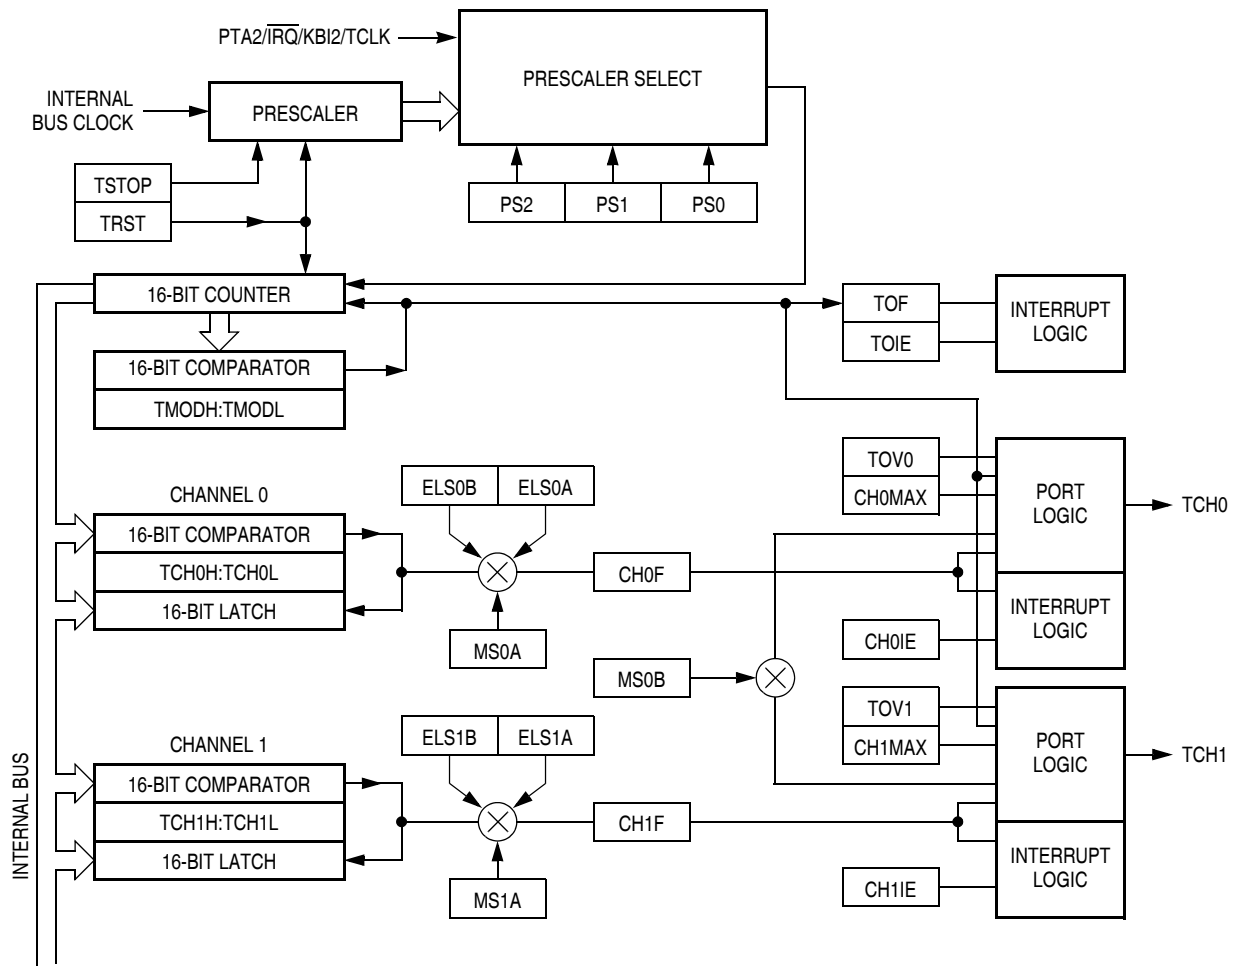 PTA2/IRQ/KBI2/TCLK
PRESCALER SELECT
INTERNAL
BUS CLOCK
PRESCALER
TSTOP
TRST
PS2
PS1
PS0
16-BIT COUNTER
16-BIT COMPARATOR
TMODH:TMODL
TOF
TOIE
INTERRUPT
LOGIC
CHANNEL 0
16-BIT COMPARATOR
TCH0H:TCH0L
16-BIT LATCH
ELS0B
ELS0A
MS0A
CH0F
MS0B
TOV0
CH0MAX
PORT
LOGIC
TCH0
INTERRUPT
LOGIC
CH0IE
CHANNEL 1
16-BIT COMPARATOR
TCH1H:TCH1L
16-BIT LATCH
ELS1B
ELS1A
MS1A
CH1F
TOV1
CH1MAX
PORT
LOGIC
TCH1
INTERRUPT
LOGIC
CH1IE
INTERNAL BUS